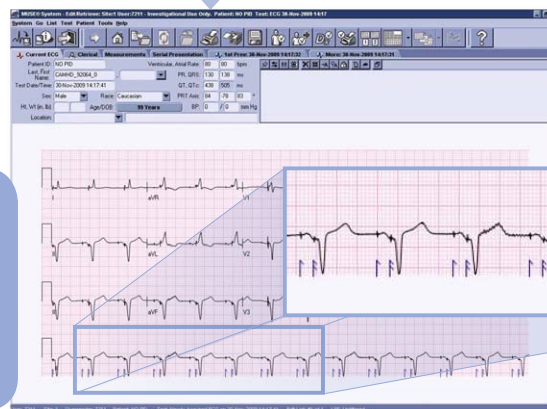 MUSE® System - Edit/Retrieve: Site:1 User:7211 - Investigational Use Only. Patient: NO PID Test: ECG 30-Nov-2009 14:17
System Go List Test Patient Tools Help
Current ECG Clerical Measurements Serial Presentation 1st Prev: 30-Nov-2009 14:17:32 More: 30-Nov-2009 14:17:31
Patient ID: NO PID Ventricular, Atrial Rate: 80 80 bpm
Last, First Name: CAMHD_92064_0 , PR, QRS: 130 138 ms
Test Date/Time: 30-Nov-2009 14:17:41 QT, QTc: 438 505 ms
Sex: Male Race: Caucasian PRT Axis: 84 -70 83 °
Ht, Wt (in, lb): Age/DOB: 99 Years BP: 0 / 0 mm Hg
Location:
I aVR V1
II aVL V2
aVF V3